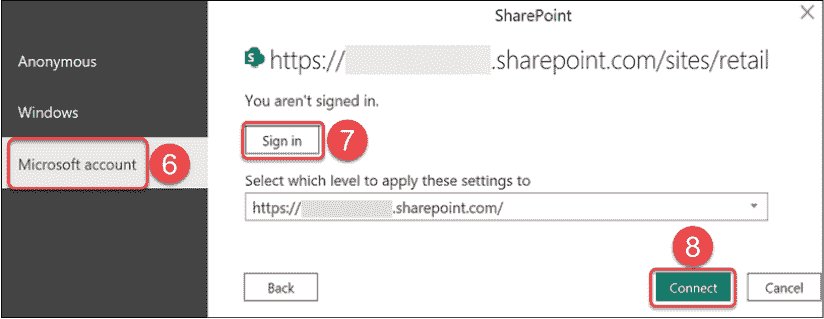 SharePoint
Anonymous
Windows
Microsoft account
6
S https:// .sharepoint.com/sites/retail
You aren't signed in.
Sign in
7
Select which level to apply these settings to
https:// .sharepoint.com/
8
Back
Connect
Cancel